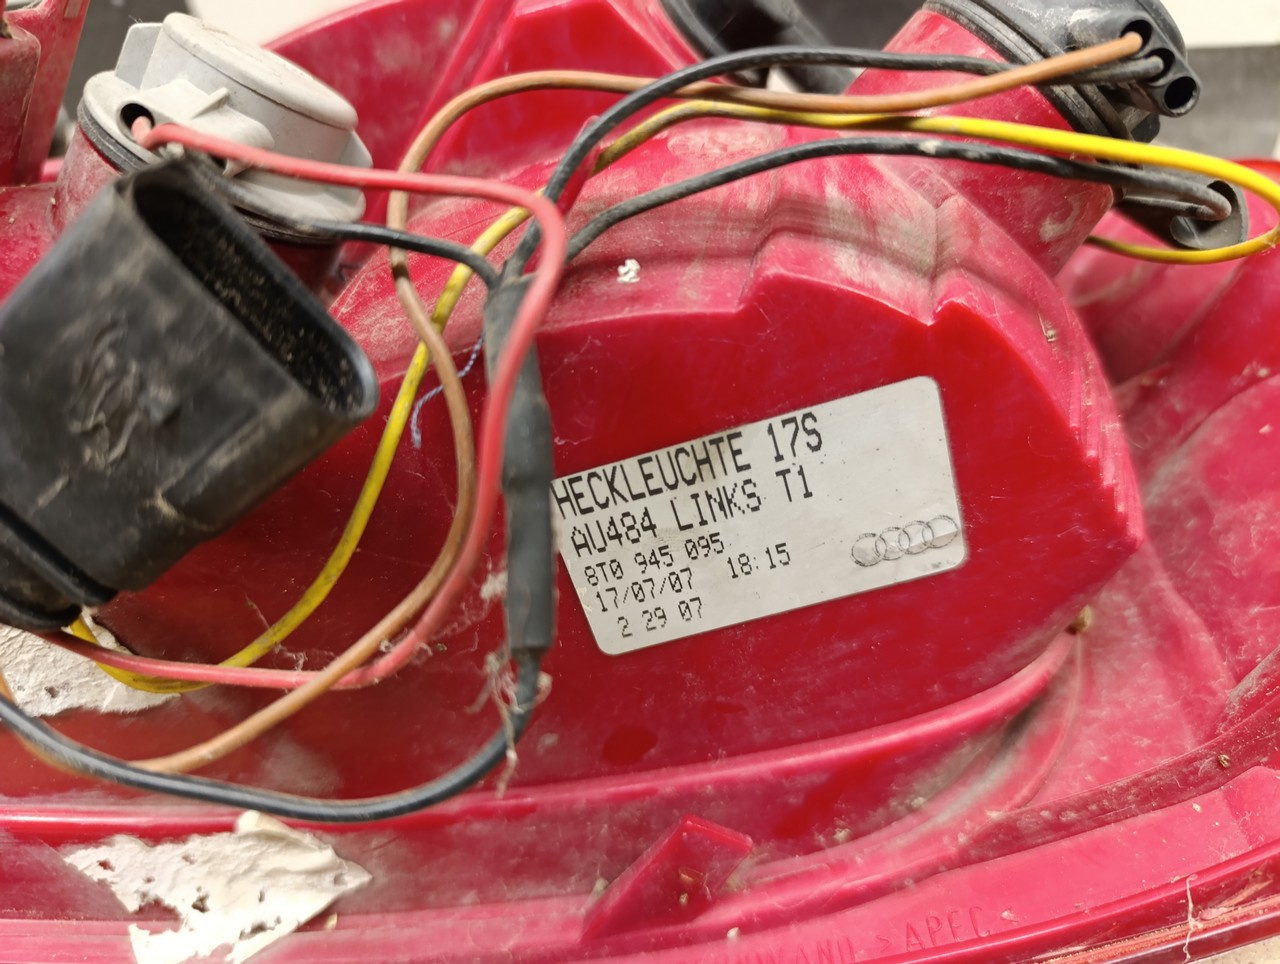 HECKLEUCHTE 17S
AU484 LINKS T1
8T0 945 095
17/07/07 18:15
2 29 07